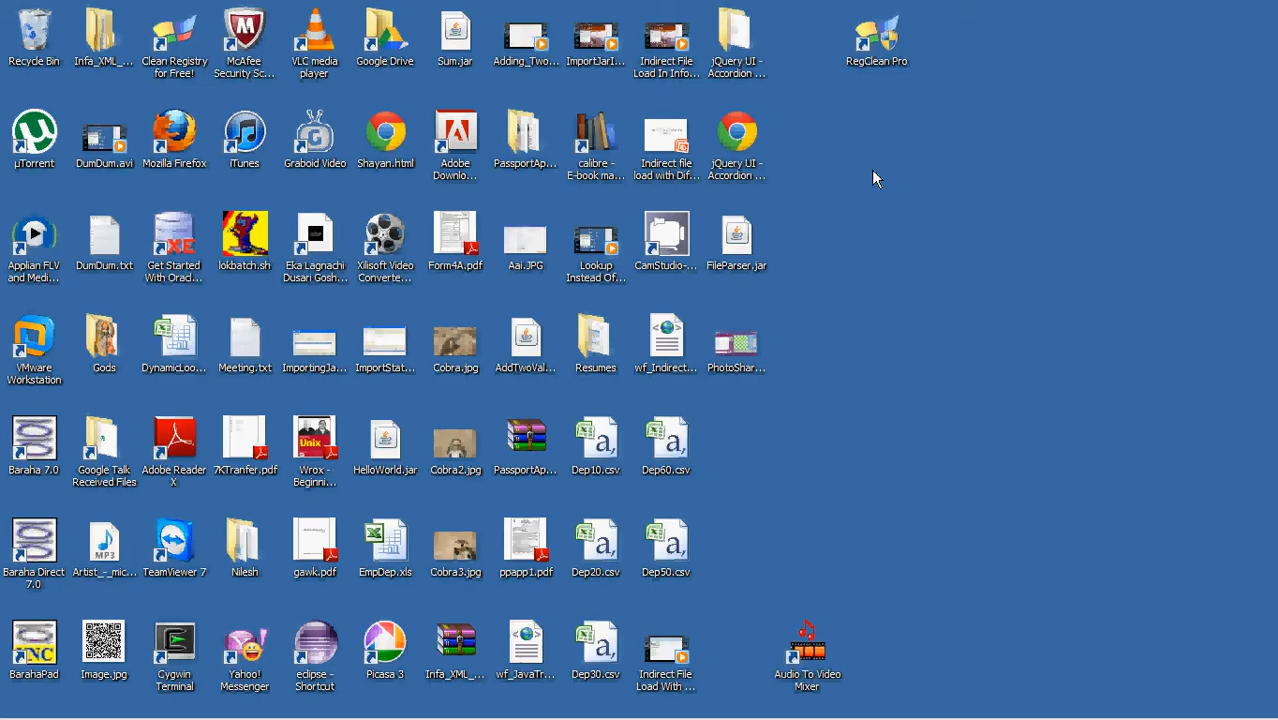 Recycle Bin
Infa_XML_...
Clean Registry
for Free!
McAfee
Security Sc...
VLC media
player
Google Drive
Sum.jar
Adding_Two...
ImportJarI...
Indirect File
Load In Info...
jQuery UI -
Accordion ...
RegClean Pro
µTorrent
DumDum.avi
Mozilla Firefox
iTunes
Graboid Video
Shayan.html
Adobe
Downlo...
PassportAp...
calibre -
E-book ma...
Indirect file
load with Dif...
jQuery UI -
Accordion ...
Applian FLV
and Medi...
DumDum.txt
Get Started
With Oracl...
lokbatch.sh
Eka Lagnachi
Dusari Gosh...
Xilisoft Video
Converte...
Form4A.pdf
Aai.JPG
Lookup
Instead Of...
CamStudio-...
FileParser.jar
VMware
Workstation
Gods
DynamicLoo...
Meeting.txt
ImportingJa...
ImportStat...
Cobra.jpg
AddTwoVal...
Resumes
wf_Indirect...
PhotoShar...
Baraha 7.0
Google Talk
Received Files
Adobe Reader
X
7KTranfer.pdf
Unix
Wrox -
Beginni...
HelloWorld.jar
Cobra2.jpg
PassportAp...
Dep10.csv
Dep60.csv
Baraha Direct
7.0
MP3
Artist_-_mic...
TeamViewer 7
Nilesh
gawk.pdf
EmpDep.xls
Cobra3.jpg
ppapp1.pdf
Dep20.csv
Dep50.csv
BarahaPad
Image.jpg
Cygwin
Terminal
Yahoo!
Messenger
eclipse -
Shortcut
Picasa 3
Infa_XML_...
wf_JavaTr...
Dep30.csv
Indirect File
Load With ...
Audio To Video
Mixer